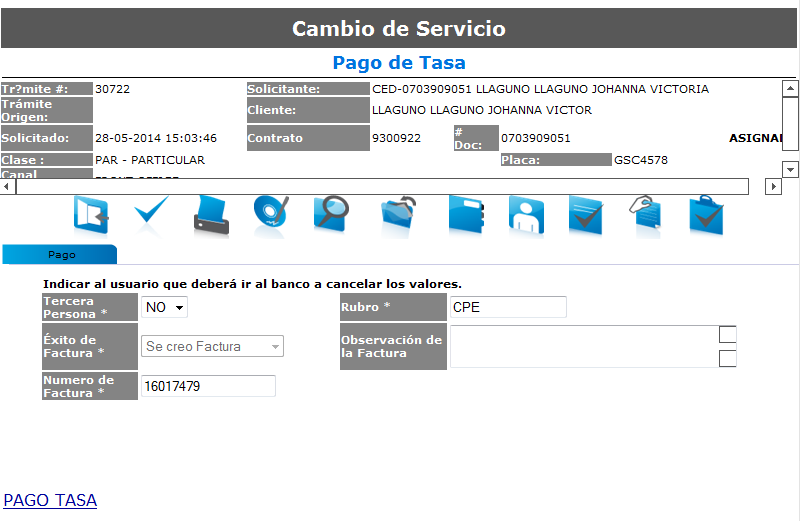 Cambio de Servicio
Pago de Tasa
Tr?mite #: 30722 Solicitante: CED-0703909051 LLAGUNO LLAGUNO JOHANNA VICTORIA
Trámite Origen: Cliente: LLAGUNO LLAGUNO JOHANNA VICTOR
Solicitado: 28-05-2014 15:03:46 Contrato 9300922 # Doc: 0703909051 ASIGNA
Clase : PAR - PARTICULAR Placa: GSC4578
Canal
Pago
Indicar al usuario que deberá ir al banco a cancelar los valores.
Tercera Persona * NO Rubro * CPE
Éxito de Factura * Se creo Factura Observación de la Factura
Numero de Factura * 16017479
PAGO TASA